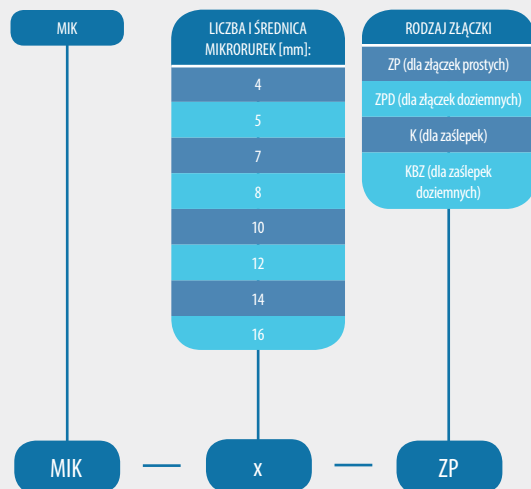 MIK
LICZBA I ŚREDNICA
MIKRORUREK [mm]:
4
5
7
8
10
12
14
16
RODZAJ ZŁĄCZKI
ZP (dla złączek prostych)
ZPD (dla złączek doziemnych)
K (dla zaślepek)
KBZ (dla zaślepek
doziemnych)
MIK — x — ZP